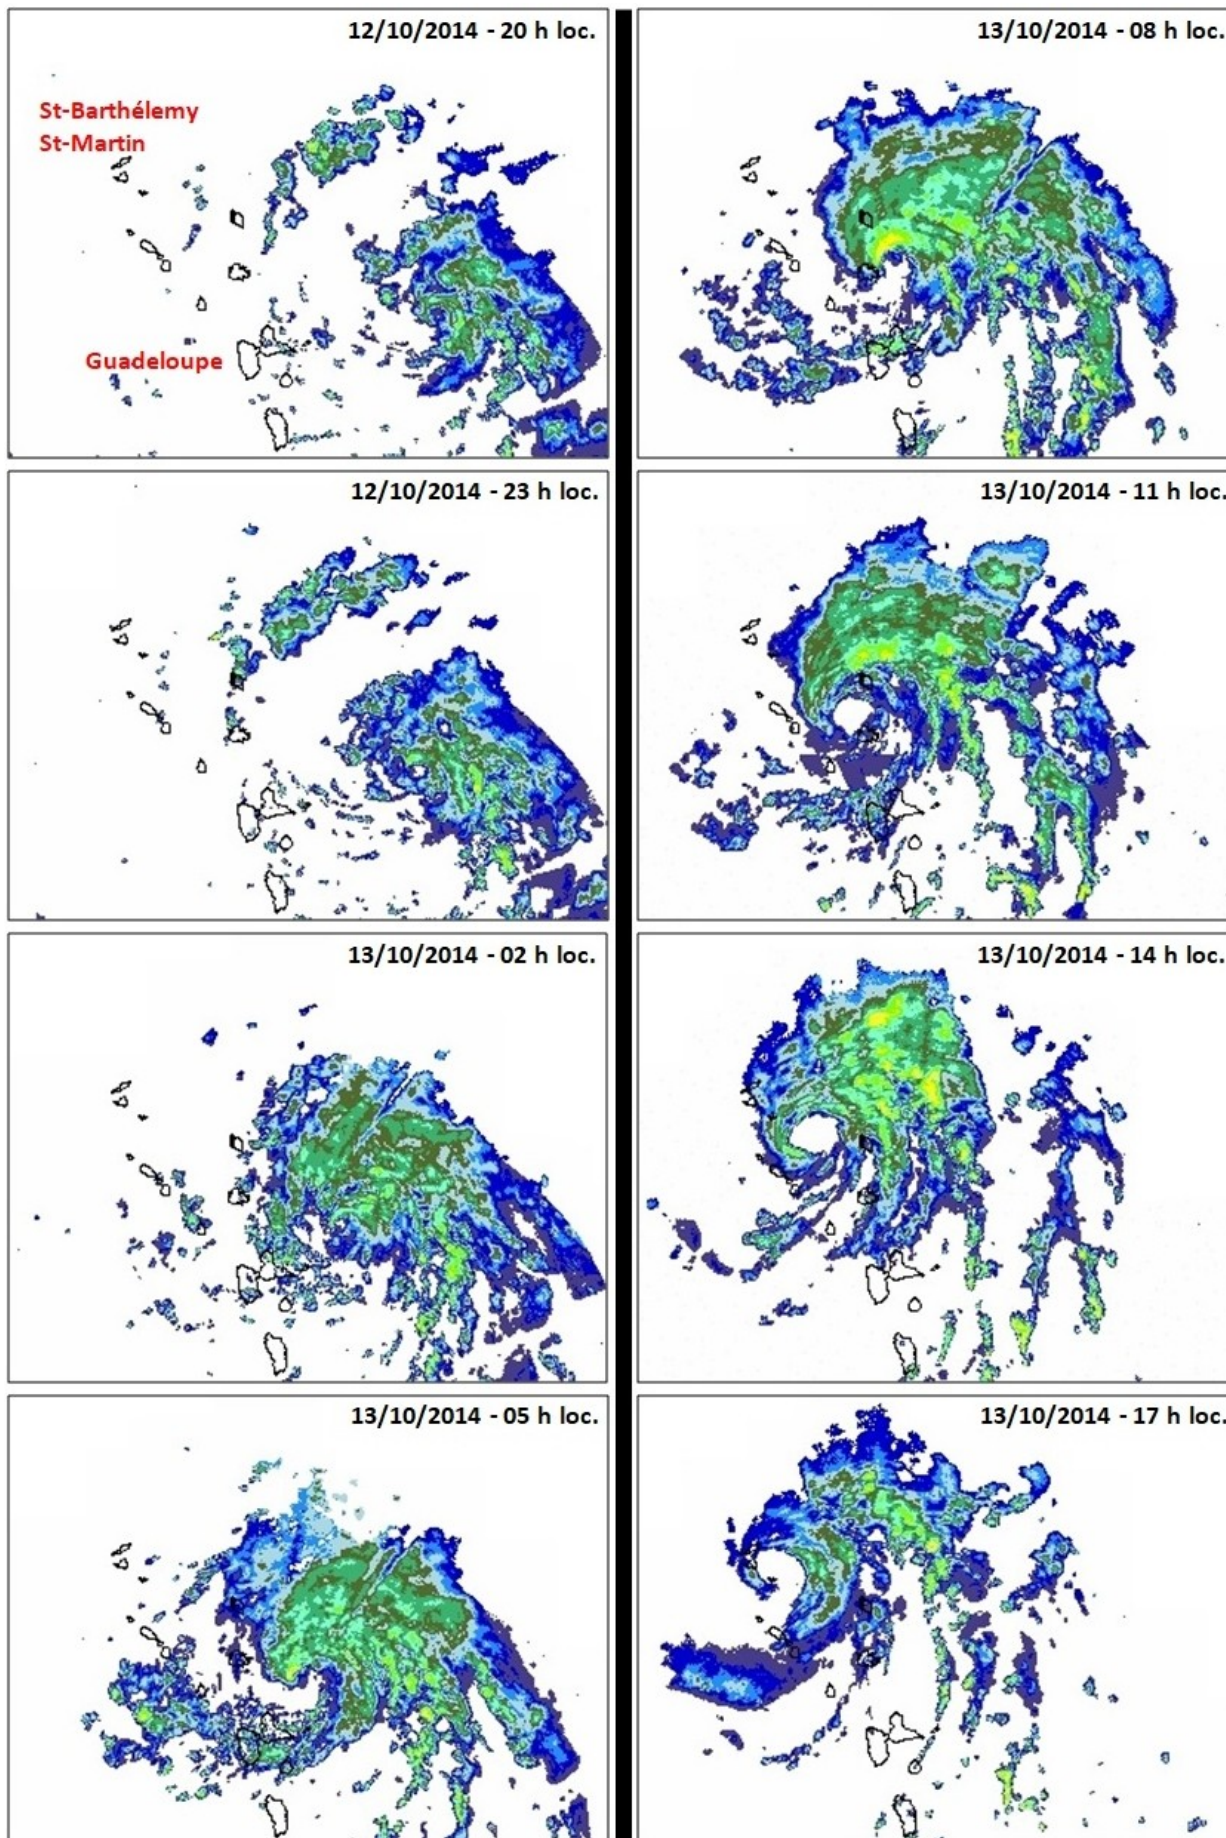 12/10/2014 - 20 h loc.
St-Barthélemy
St-Martin
Guadeloupe
12/10/2014 - 23 h loc.
13/10/2014 - 02 h loc.
13/10/2014 - 05 h loc.
13/10/2014 - 08 h loc.
13/10/2014 - 11 h loc.
13/10/2014 - 14 h loc.
13/10/2014 - 17 h loc.